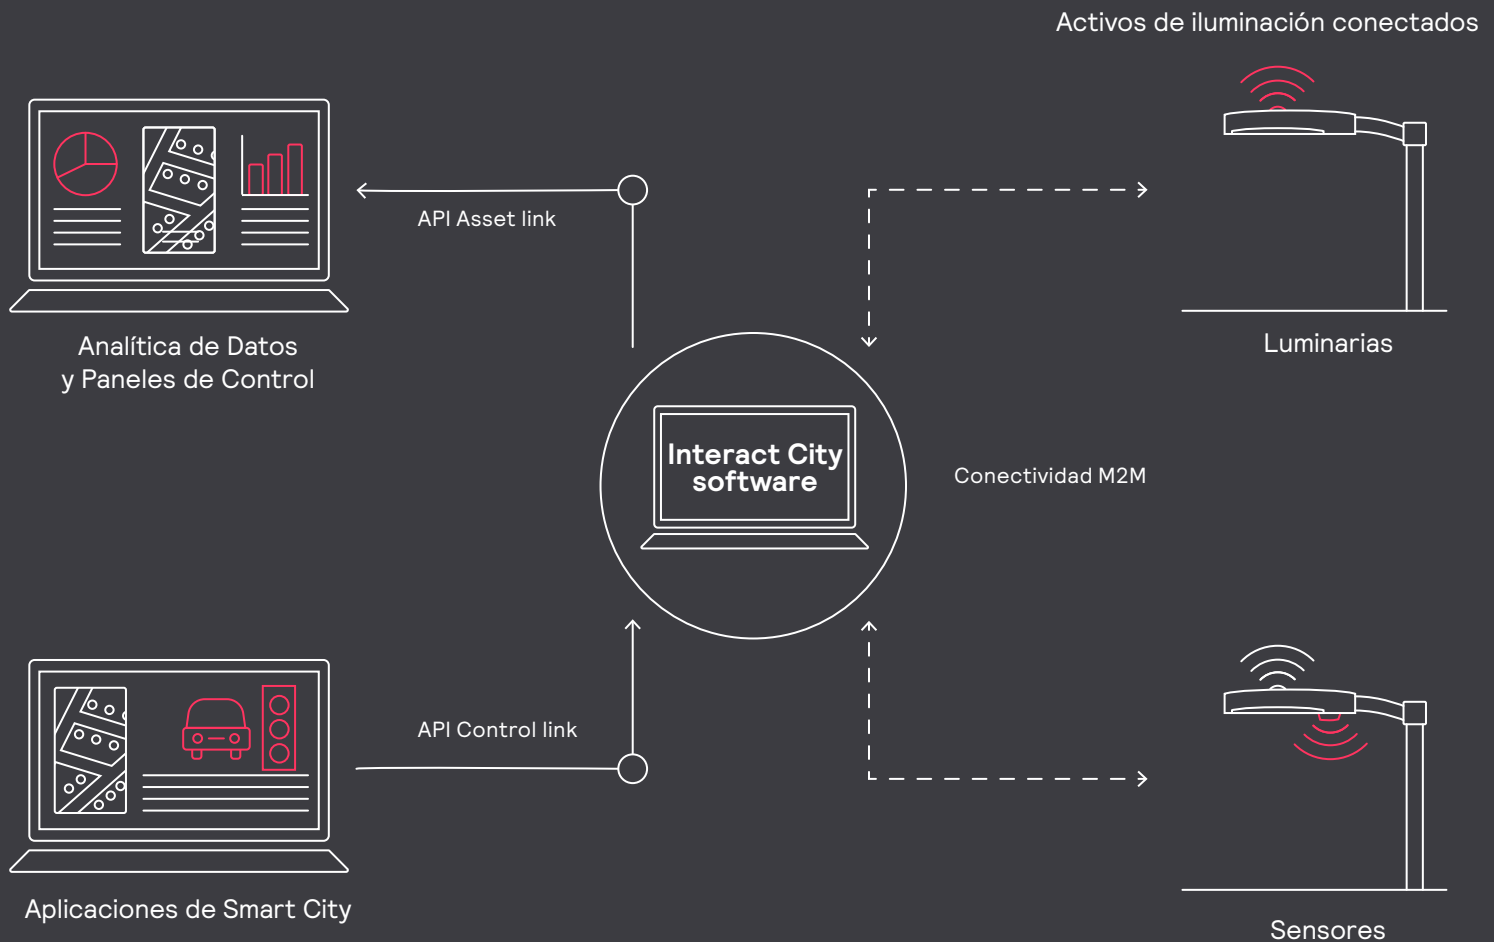 Activos de iluminación conectados
API Asset link
Analítica de Datos
y Paneles de Control
Luminarias
Interact City
software
Conectividad M2M
API Control link
Aplicaciones de Smart City
Sensores